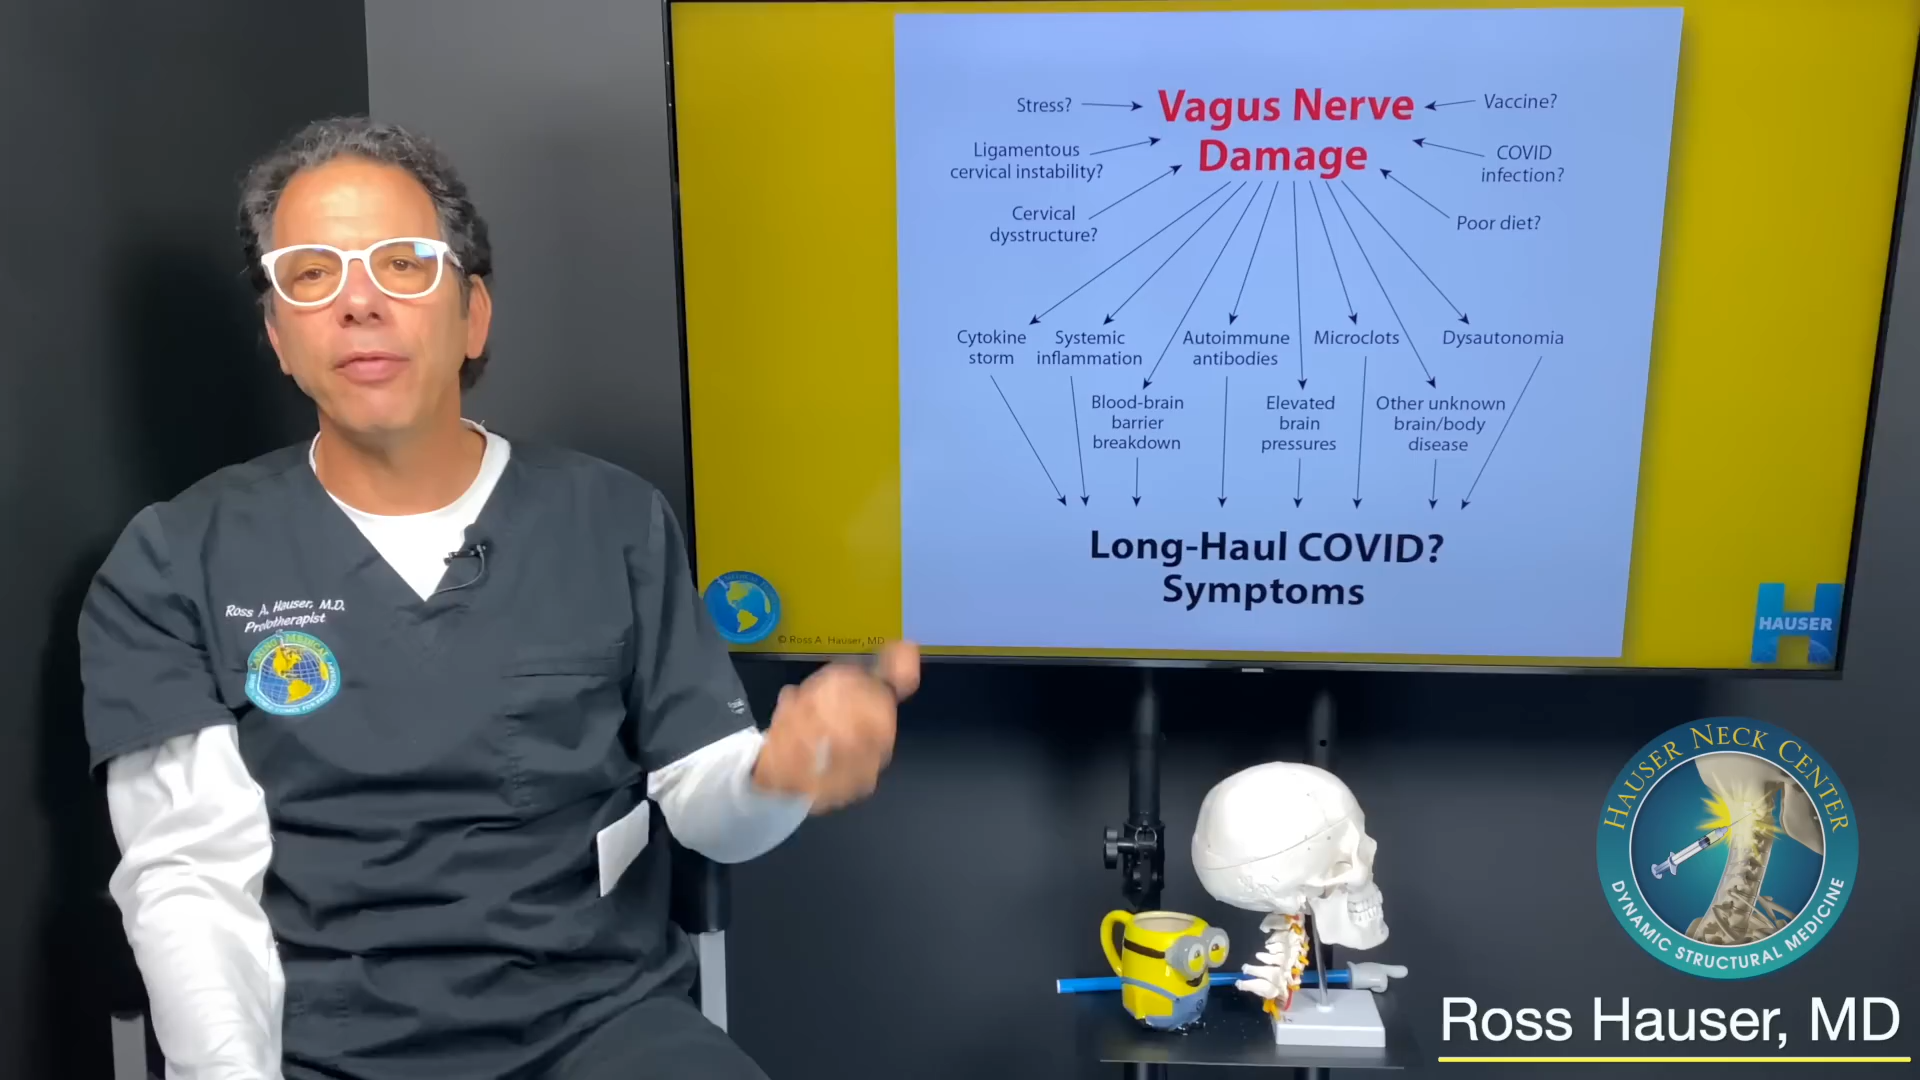 Stress?
Vagus Nerve
Damage
Vaccine?
Ligamentous
cervical instability?
COVID
infection?
Cervical
dysstructure?
Poor diet?
Cytokine
storm
Systemic
inflammation
Autoimmune
antibodies
Microclots
Dysautonomia
Blood-brain
barrier
breakdown
Elevated
brain
pressures
Other unknown
brain/body
disease
Long-Haul COVID?
Symptoms
© Ross A. Hauser, MD
HAUSER
Ross A. Hauser, M.D.
Prolotherapist
CARING MEDICAL
HAUSER NECK CENTER
DYNAMIC STRUCTURAL MEDICINE
Ross Hauser, MD